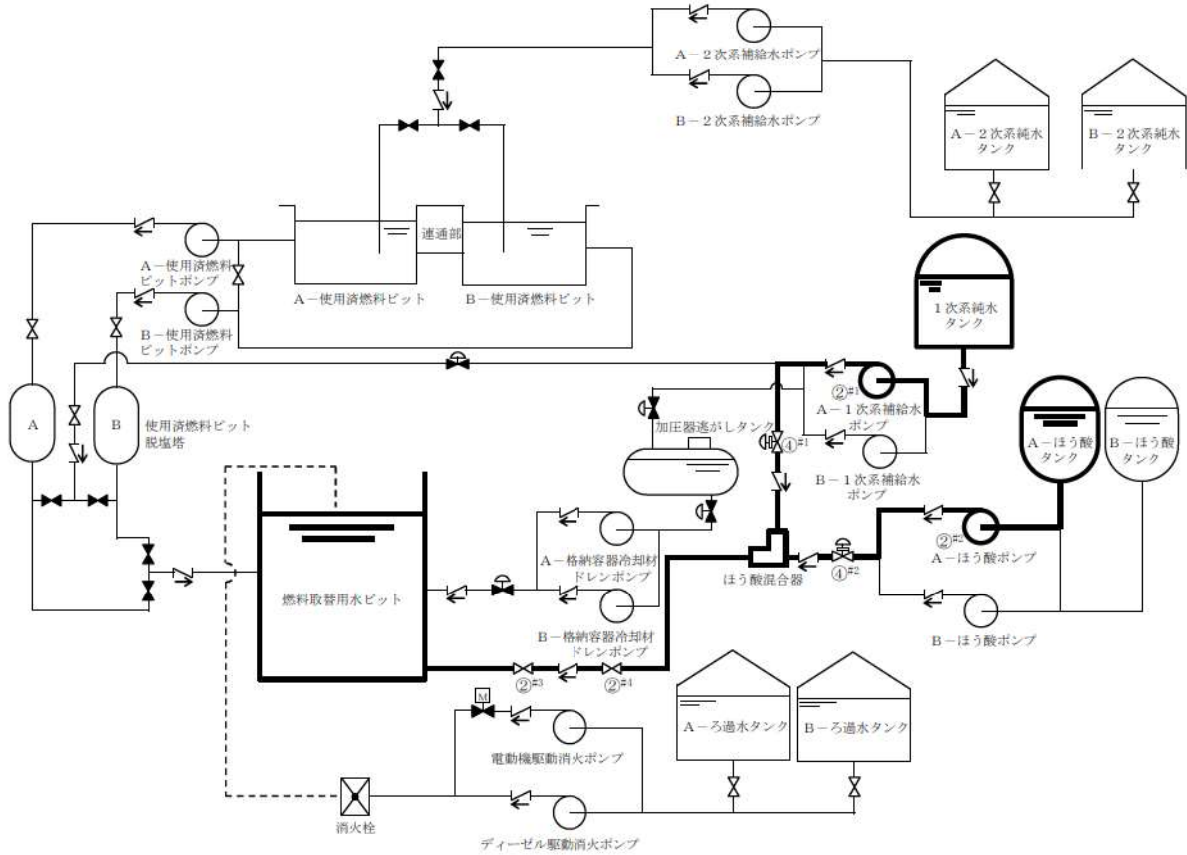 A－2次系補給水ポンプ
B－2次系補給水ポンプ
A－2次系純水
タンク
B－2次系純水
タンク
連通部
A－使用済燃料
ピットポンプ
A－使用済燃料ピット
B－使用済燃料ピット
B－使用済燃料
ピットポンプ
1次系純水
タンク
②#1
A－1次系補給水
ポンプ
A
B
使用済燃料ピット
脱塩塔
加圧器逃がしタンク
④#1
B－1次系補給水
ポンプ
A－ほう酸
タンク
B－ほう酸
タンク
②#2
A－ほう酸ポンプ
A－格納容器冷却材
ドレンポンプ
ほう酸混合器
④#2
燃料取替用水ピット
B－格納容器冷却材
ドレンポンプ
B－ほう酸ポンプ
②#3
②#4
M
A－ろ過水タンク
B－ろ過水タンク
電動機駆動消火ポンプ
消火栓
ディーゼル駆動消火ポンプ